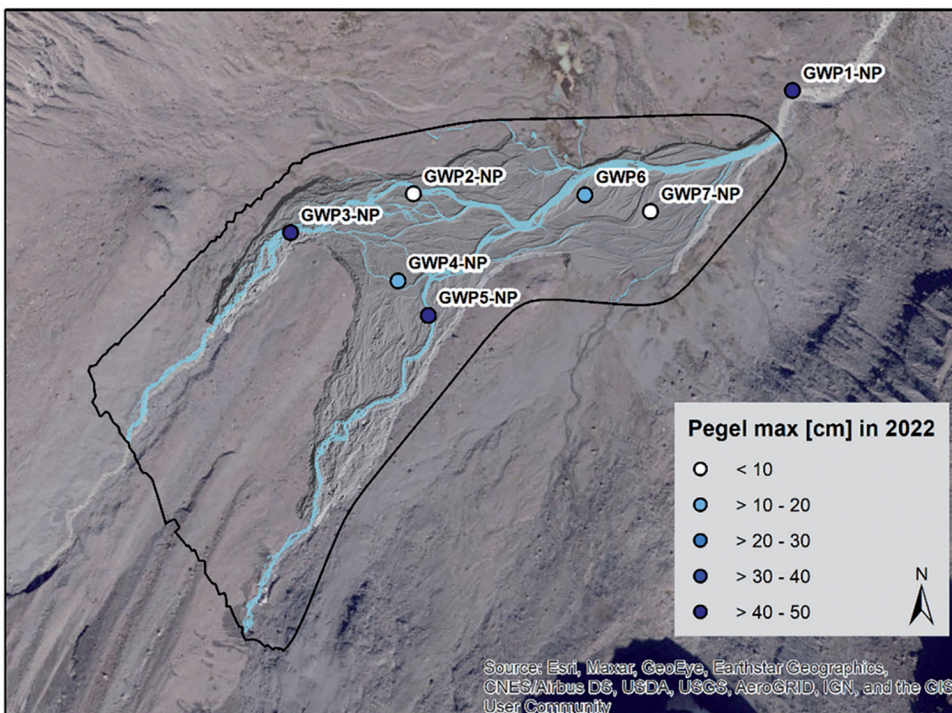 GWP1-NP
GWP2-NP
GWP6
GWP7-NP
GWP3-NP
GWP4-NP
GWP5-NP
Pegel max [cm] in 2022
< 10
> 10 - 20
> 20 - 30
> 30 - 40
> 40 - 50
N
Source: Esri, Maxar, GeoEye, Earthstar Geographics,
CNES/Airbus DS, USDA, USGS, AeroGRID, IGN, and the GIS
User Community